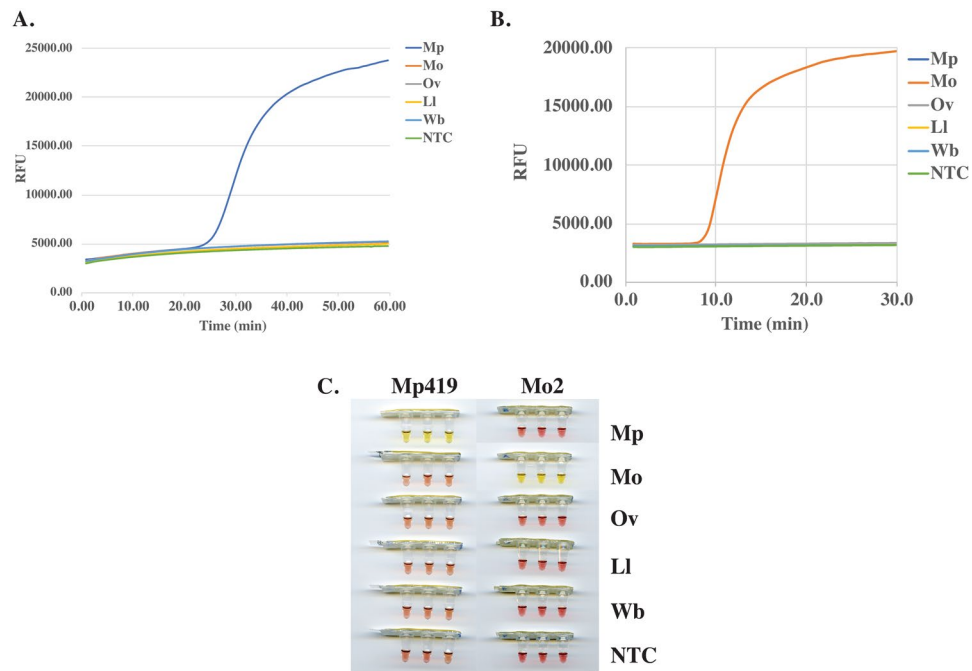 A.
25000.00
20000.00
15000.00
10000.00
5000.00
0.00
RFU
0.00 10.00 20.00 30.00 40.00 50.00 60.00
Time (min)
Mp
Mo
Ov
Ll
Wb
NTC
B.
20000.00
15000.00
10000.00
5000.00
0.00
RFU
0.0 10.0 20.0 30.0
Time (min)
Mp
Mo
Ov
Ll
Wb
NTC
C. Mp419 Mo2
Mp
Mo
Ov
Ll
Wb
NTC